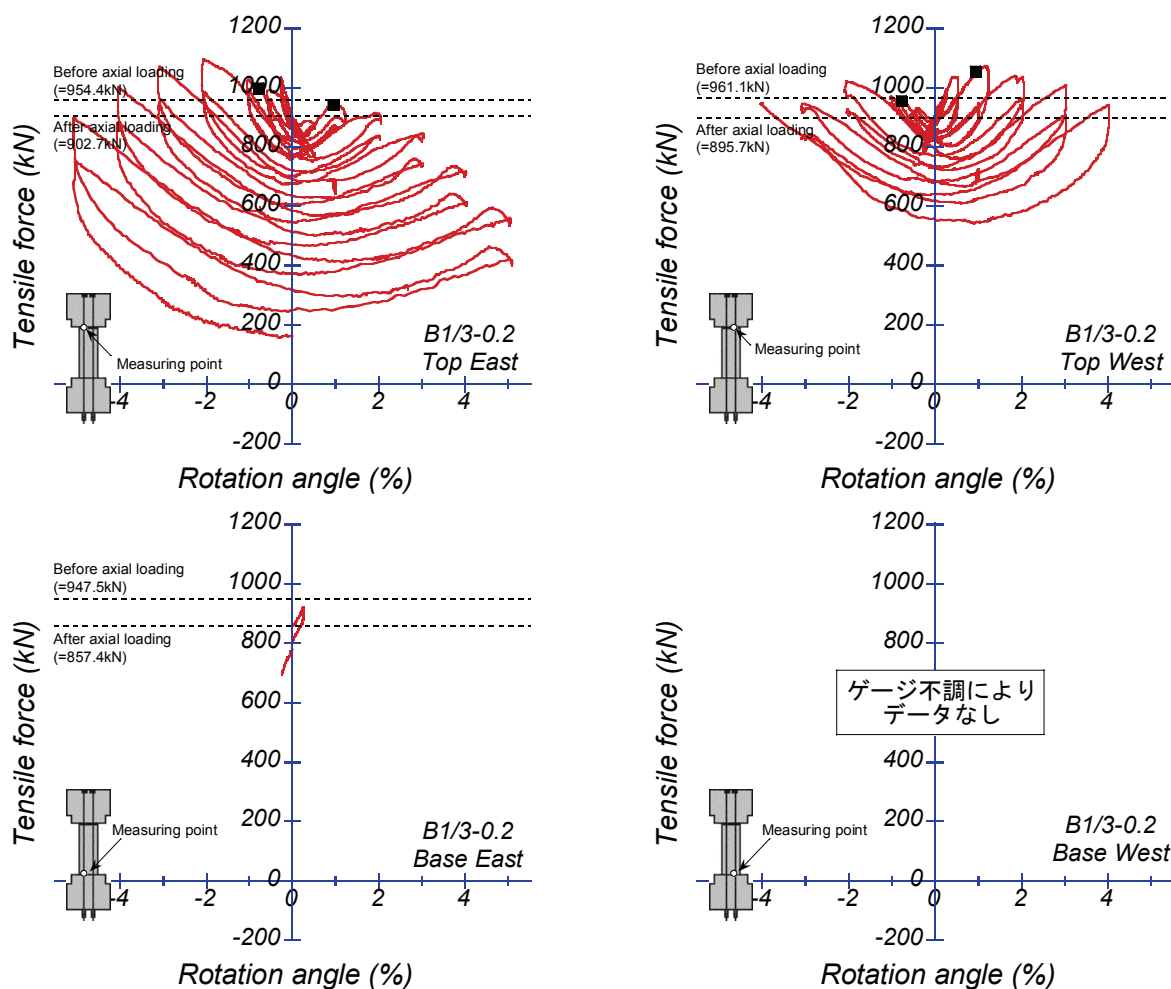 1200
1000
800
600
400
200
0
-200
-4
-2
0
2
4
Tensile force (kN)
Rotation angle (%)
Before axial loading
(=954.4kN)
After axial loading
(=902.7kN)
Measuring point
B1/3-0.2
Top East
1200
1000
800
600
400
200
0
-200
-4
-2
0
2
4
Tensile force (kN)
Rotation angle (%)
Before axial loading
(=961.1kN)
After axial loading
(=895.7kN)
Measuring point
B1/3-0.2
Top West
1200
1000
800
600
400
200
0
-200
-4
-2
0
2
4
Tensile force (kN)
Rotation angle (%)
Before axial loading
(=947.5kN)
After axial loading
(=857.4kN)
Measuring point
B1/3-0.2
Base East
1200
1000
800
600
400
200
0
-200
-4
-2
0
2
4
Tensile force (kN)
Rotation angle (%)
ゲージ不調により
データなし
Measuring point
B1/3-0.2
Base West